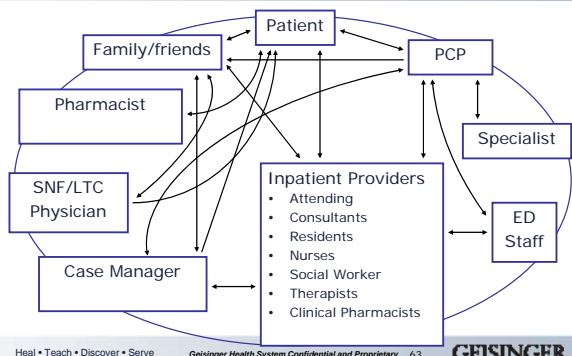 Patient
Family/friends
PCP
Pharmacist
Specialist
SNF/LTC
Physician
Inpatient Providers
• Attending
• Consultants
• Residents
• Nurses
• Social Worker
• Therapists
• Clinical Pharmacists
ED
Staff
Case Manager
Heal • Teach • Discover • Serve
Geisinger Health System Confidential and Proprietary 63
GEISINGER